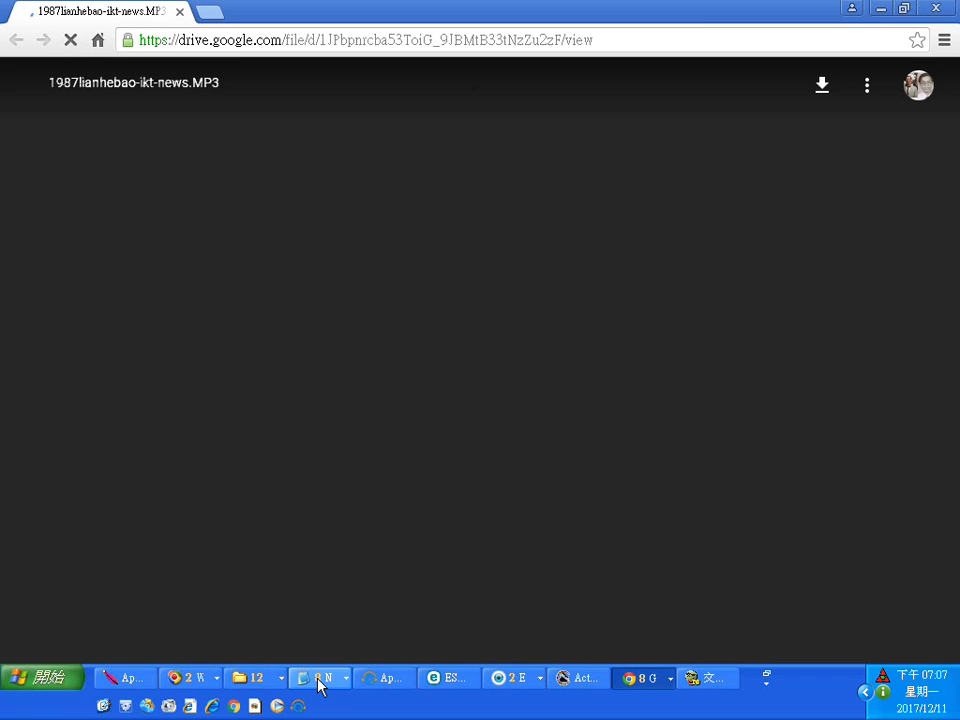 1987lianhebao-ikt-news.MP3
https://drive.google.com/file/d/1JPbpnrcba53ToiG_9JBMtB33tNzZu2zF/view
1987lianhebao-ikt-news.MP3
開始
Ap...
2 W
12
8 N
Ap...
ES...
2 E
Act...
8 G
文...
下午 07:07
星期一
2017/12/11